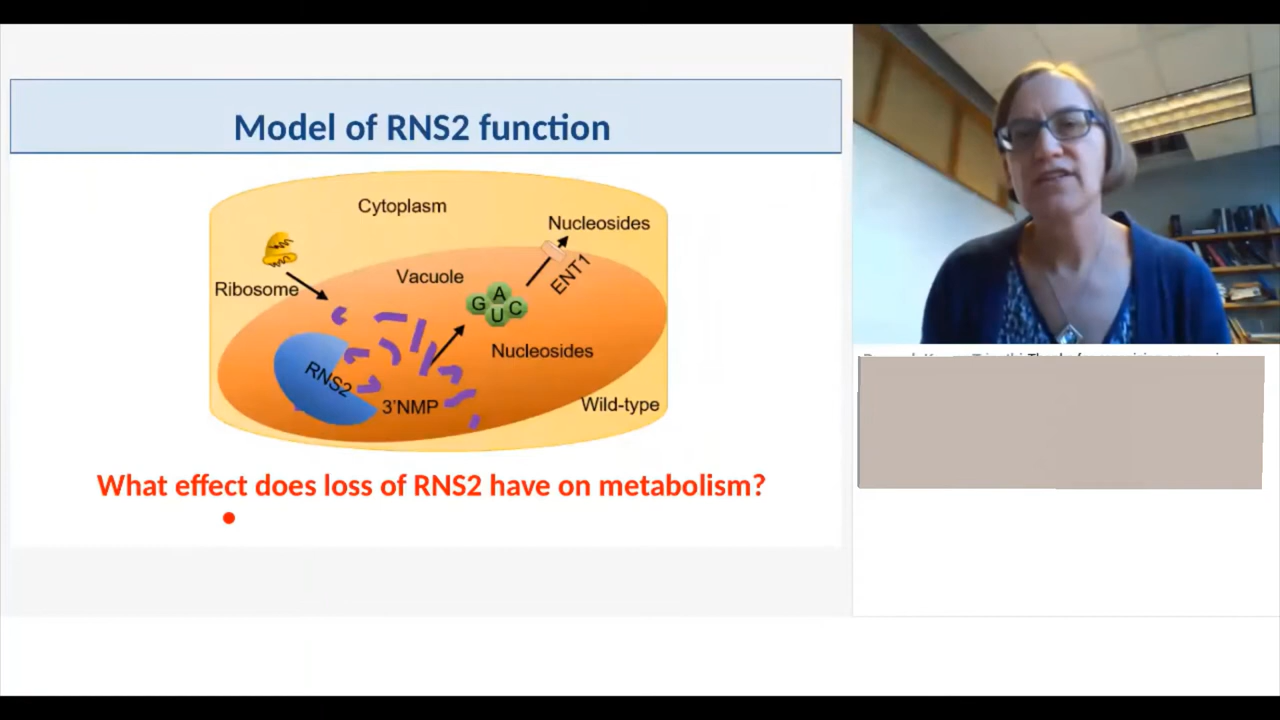 Model of RNS2 function
Cytoplasm
Nucleosides
ENT1
Vacuole
Ribosome
G A U C
Nucleosides
RNS2
3'NMP
Wild-type
What effect does loss of RNS2 have on metabolism?